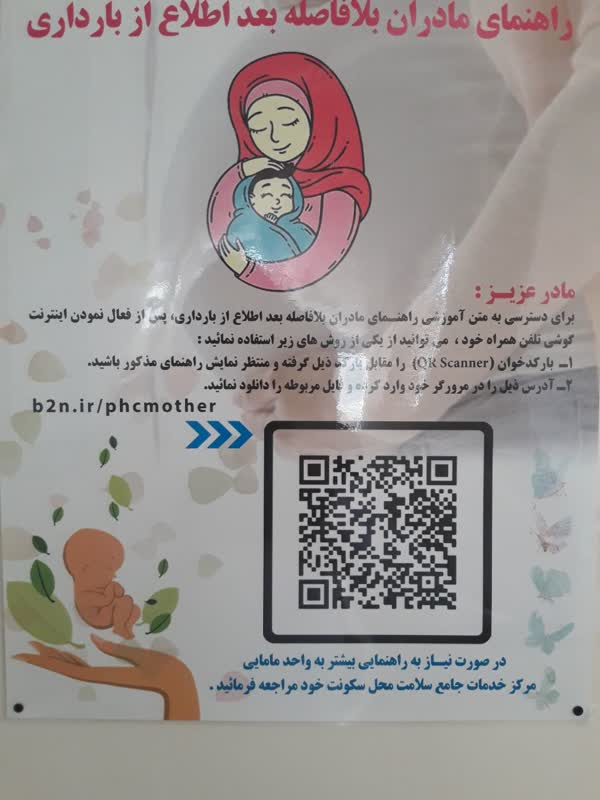 راهنمای مادران بلافاصله بعد اطلاع از بارداری
مادر عزیز :
برای دسترسی به متن آموزشی راهنمای مادران بلافاصله بعد اطلاع از بارداری، پس از فعال نمودن اینترنت
گوشی تلفن همراه خود ، می توانید از یکی از روش های زیر استفاده نمائید :
۱ــ بارکدخوان (QR Scanner) را مقابل بارکد ذیل گرفته و منتظر نمایش راهنمای مذکور باشید.
۲ــ آدرس ذیل را در مرورگر خود وارد کرده و فایل مربوطه را دانلود نمائید.
b2n.ir/phcmother
در صورت نیاز به راهنمایی بیشتر به واحد مامایی
مرکز خدمات جامع سلامت محل سکونت خود مراجعه فرمائید .